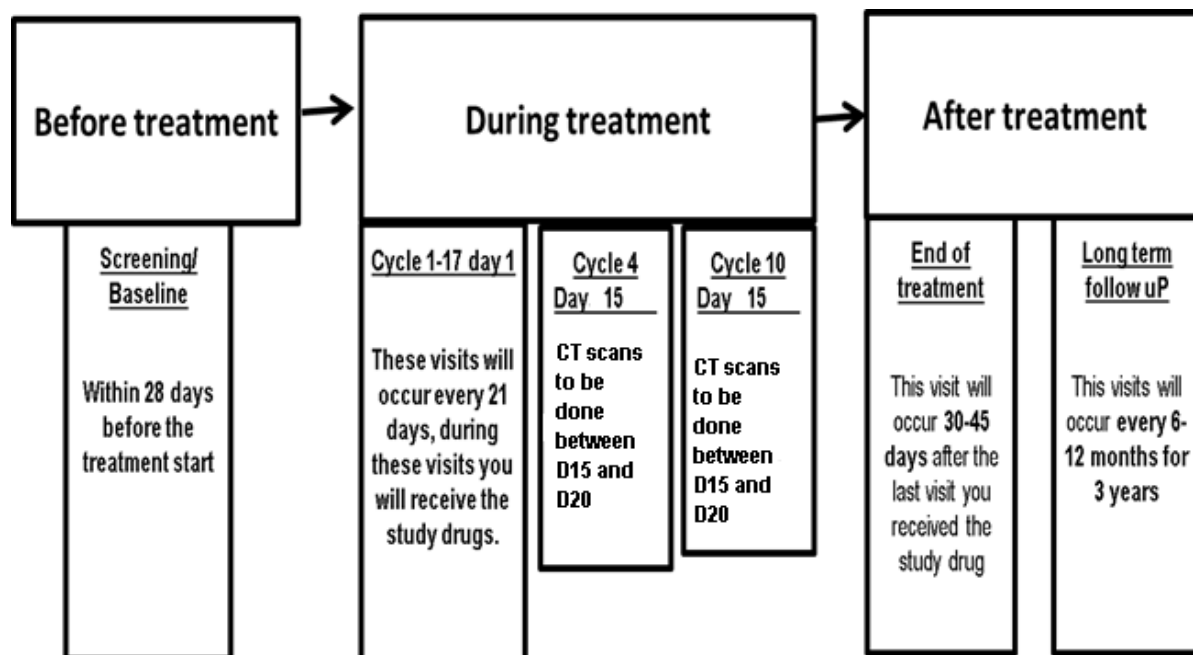 Before treatment
During treatment
After treatment
Screening/
Baseline
Within 28 days
before the
treatment start
Cycle 1-17 day 1
These visits will
occur every 21
days, during
these visits you
will receive the
study drugs.
Cycle 4
Day 15
CT scans
to be
done
between
D15 and
D20
Cycle 10
Day 15
CT scans
to be
done
between
D15 and
D20
End of
treatment
This visit will
occur 30-45
days after the
last visit you
received the
study drug
Long term
follow uP
This visits will
occur every 6-
12 months for
3 years